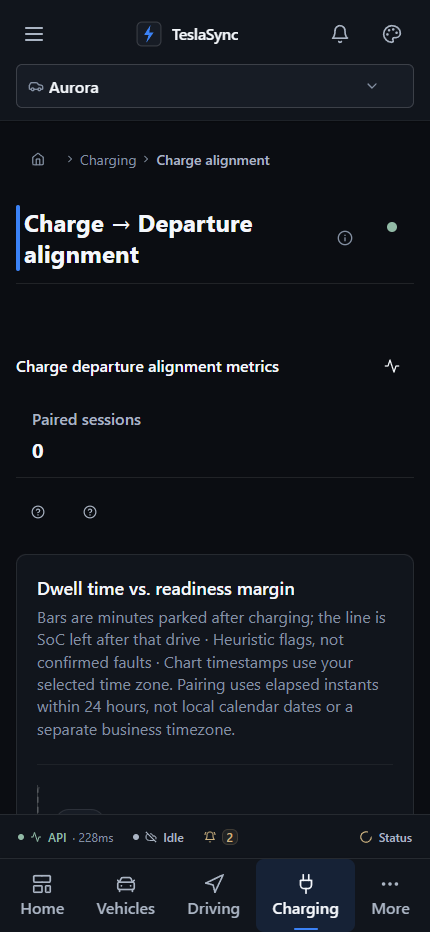 TeslaSync
Aurora
Charging
Charge alignment
Charge → Departure
alignment
Charge departure alignment metrics
Paired sessions
0
Dwell time vs. readiness margin
Bars are minutes parked after charging; the line is
SoC left after that drive · Heuristic flags, not
confirmed faults · Chart timestamps use your
selected time zone. Pairing uses elapsed instants
within 24 hours, not local calendar dates or a
separate business timezone.
API · 228ms
Idle
2
Status
Home
Vehicles
Driving
Charging
More